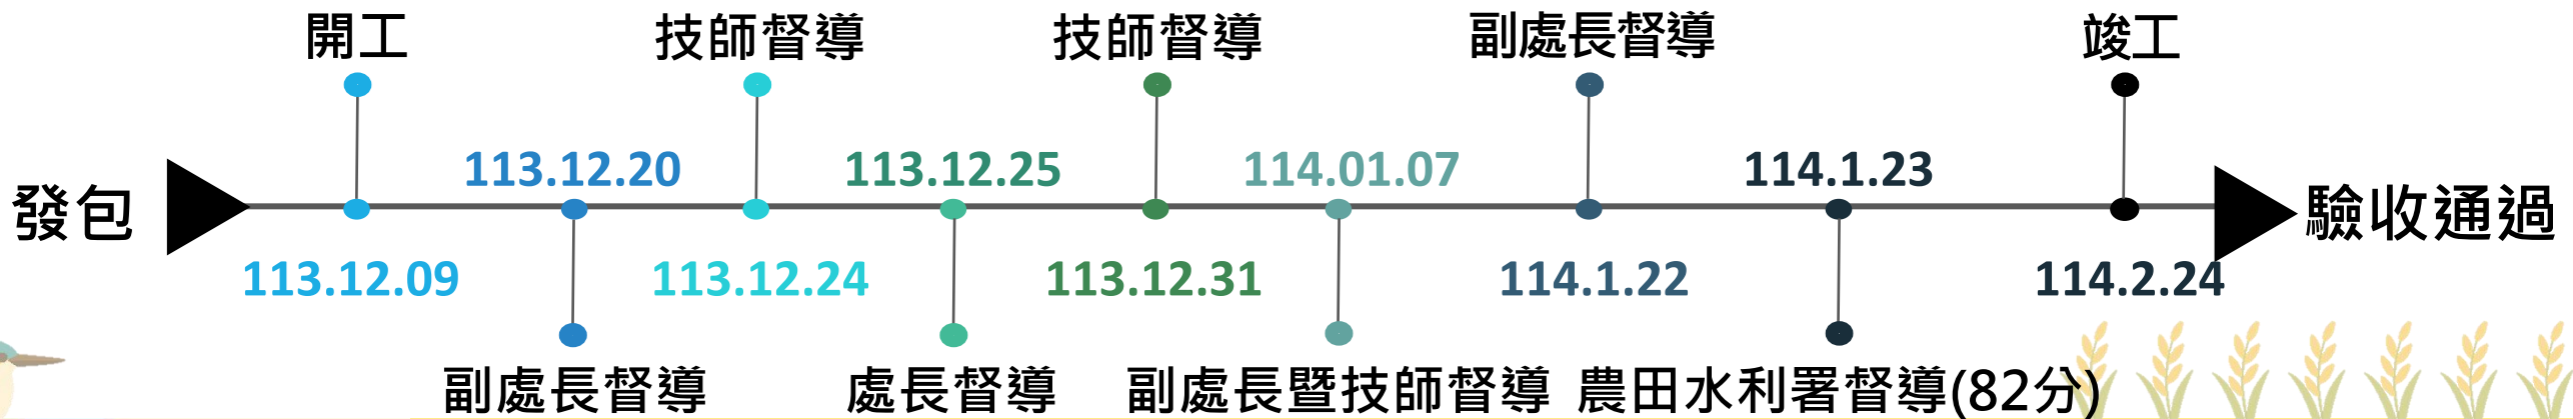 開工
技師督導
技師督導
副處長督導
竣工
113.12.20
113.12.25
114.01.07
114.1.23
發包
驗收通過
113.12.09
113.12.24
113.12.31
114.1.22
114.2.24
副處長督導
處長督導
副處長暨技師督導
農田水利署督導(82分)